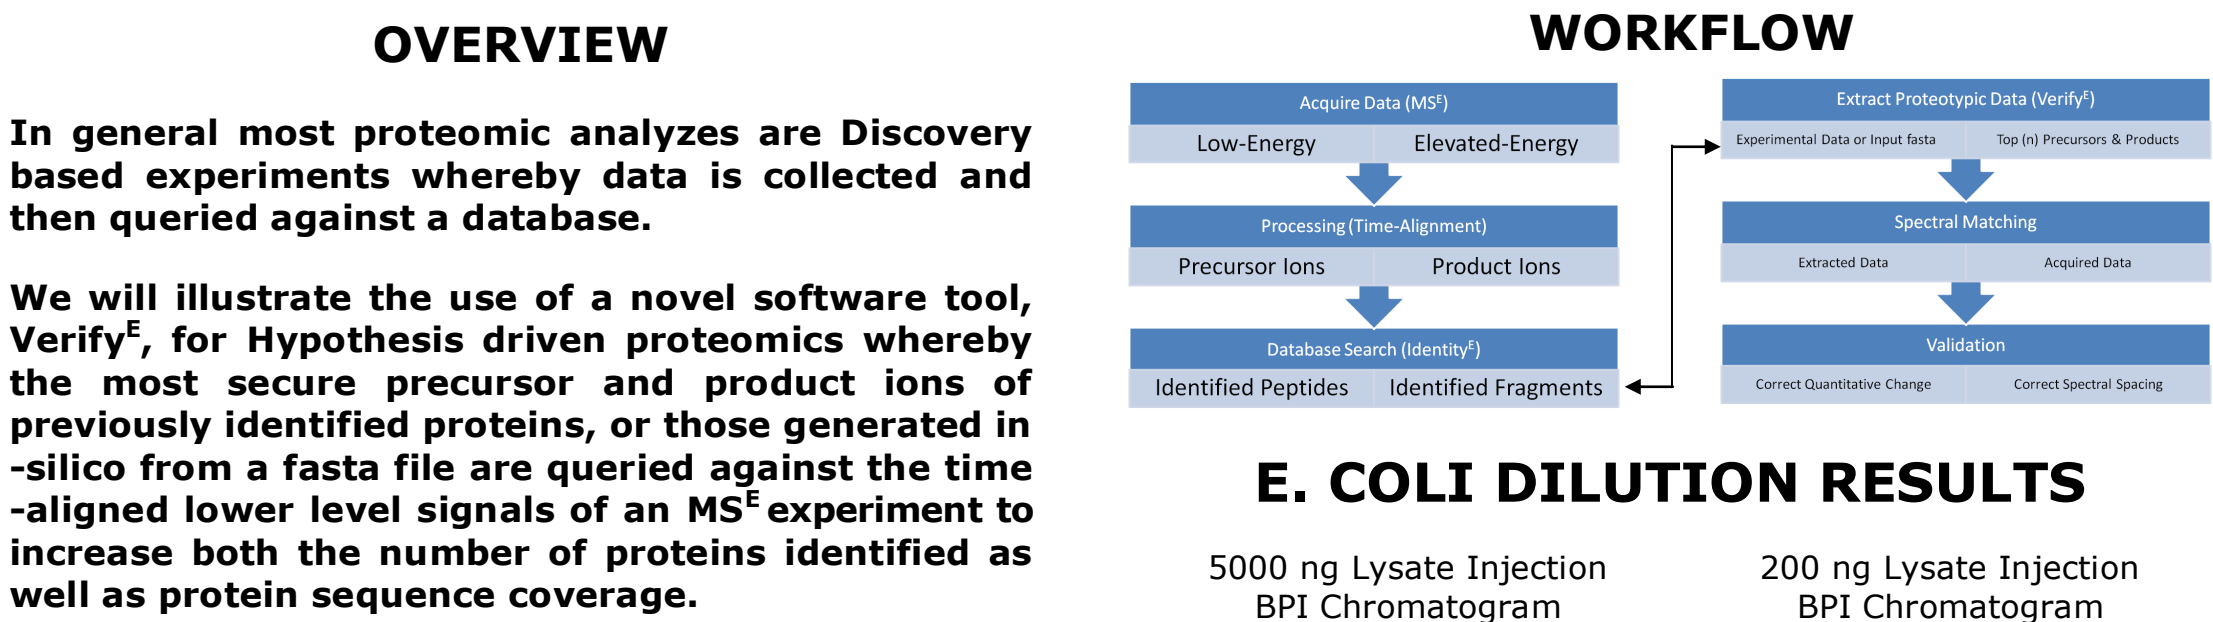 OVERVIEW
In general most proteomic analyzes are Discovery
based experiments whereby data is collected and
then queried against a database.
We will illustrate the use of a novel software tool,
Verifyᴱ, for Hypothesis driven proteomics whereby
the most secure precursor and product ions of
previously identified proteins, or those generated in
-silico from a fasta file are queried against the time
-aligned lower level signals of an MSᴱ experiment to
increase both the number of proteins identified as
well as protein sequence coverage.
WORKFLOW
Acquire Data (MSᴱ)
Low-Energy Elevated-Energy
Processing (Time-Alignment)
Precursor Ions Product Ions
Database Search (Identityᴱ)
Identified Peptides Identified Fragments
Extract Proteotypic Data (Verifyᴱ)
Experimental Data or Input fasta Top (n) Precursors & Products
Spectral Matching
Extracted Data Acquired Data
Validation
Correct Quantitative Change Correct Spectral Spacing
E. COLI DILUTION RESULTS
5000 ng Lysate Injection
BPI Chromatogram
200 ng Lysate Injection
BPI Chromatogram